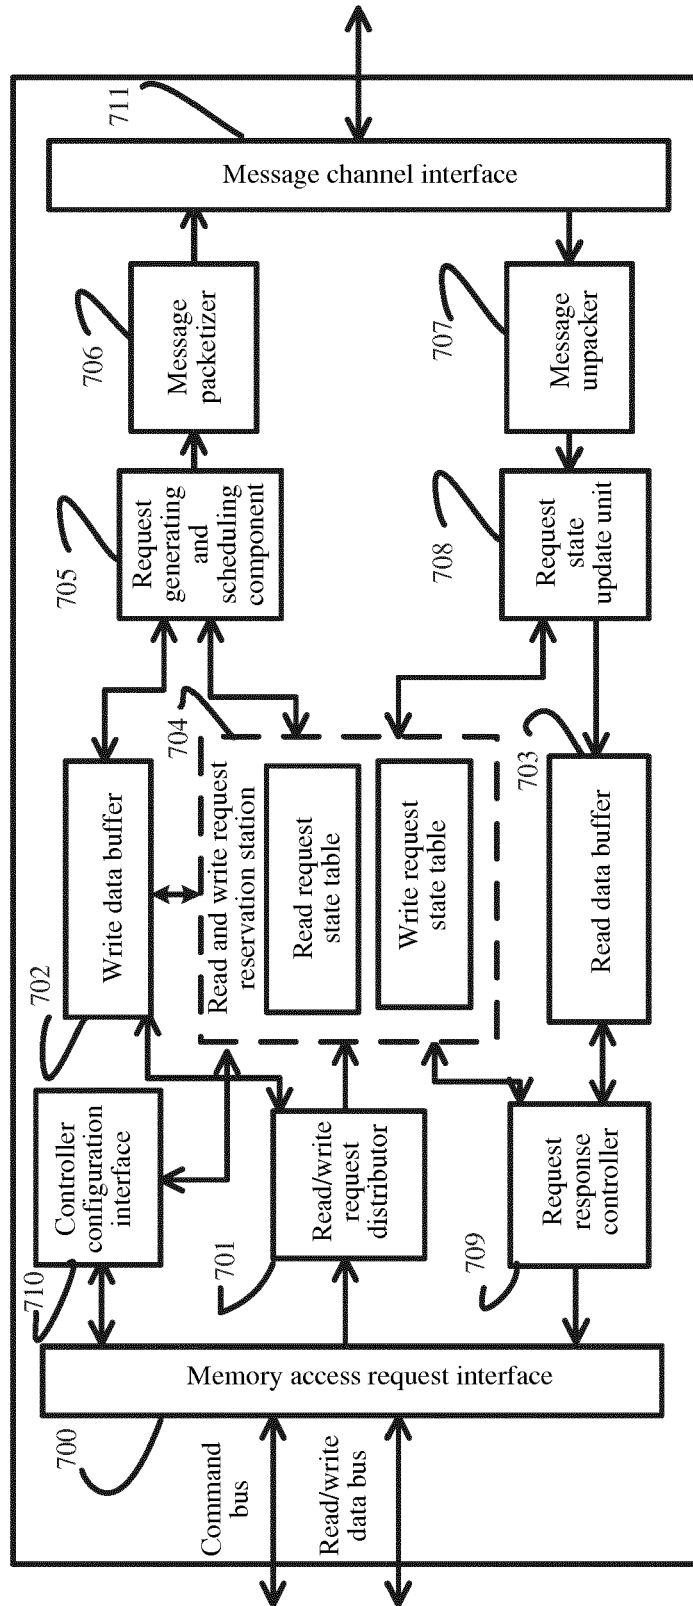 700
Command
bus
Read/write
data bus
Memory access request interface
710
Controller
configuration
interface
701
Read/write
request
distributor
709
Request
response
controller
702
Write data buffer
704
Read and write request
reservation station
Read request
state table
Write request
state table
703
Read data buffer
705
Request
generating
and
scheduling
component
708
Request
state
update unit
706
Message
packetizer
707
Message
unpacker
711
Message channel interface